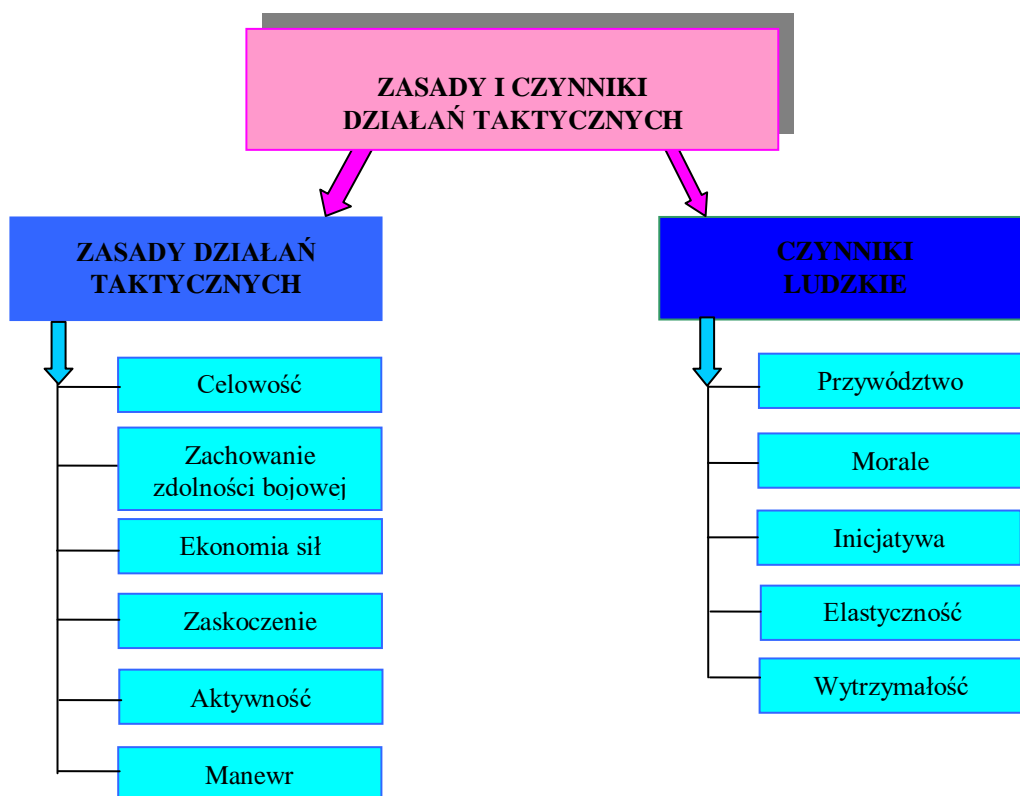 ZASADY I CZYNNIKI
DZIAŁAŃ TAKTYCZNYCH
ZASADY DZIAŁAŃ
TAKTYCZNYCH
Celowość
Zachowanie
zdolności bojowej
Ekonomia sił
Zaskoczenie
Aktywność
Manewr
CZYNNIKI
LUDZKIE
Przywództwo
Morale
Inicjatywa
Elastyczność
Wytrzymałość